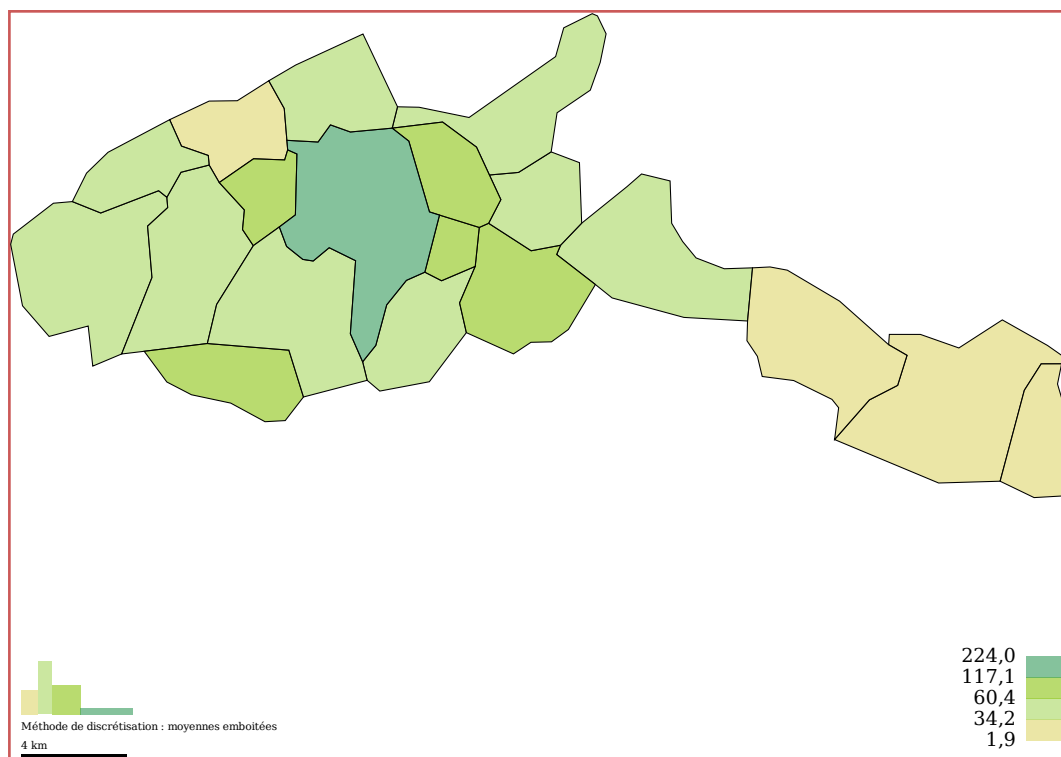 224,0
117,1
60,4
34,2
1,9
Méthode de discrétisation : moyennes emboitées
4 km